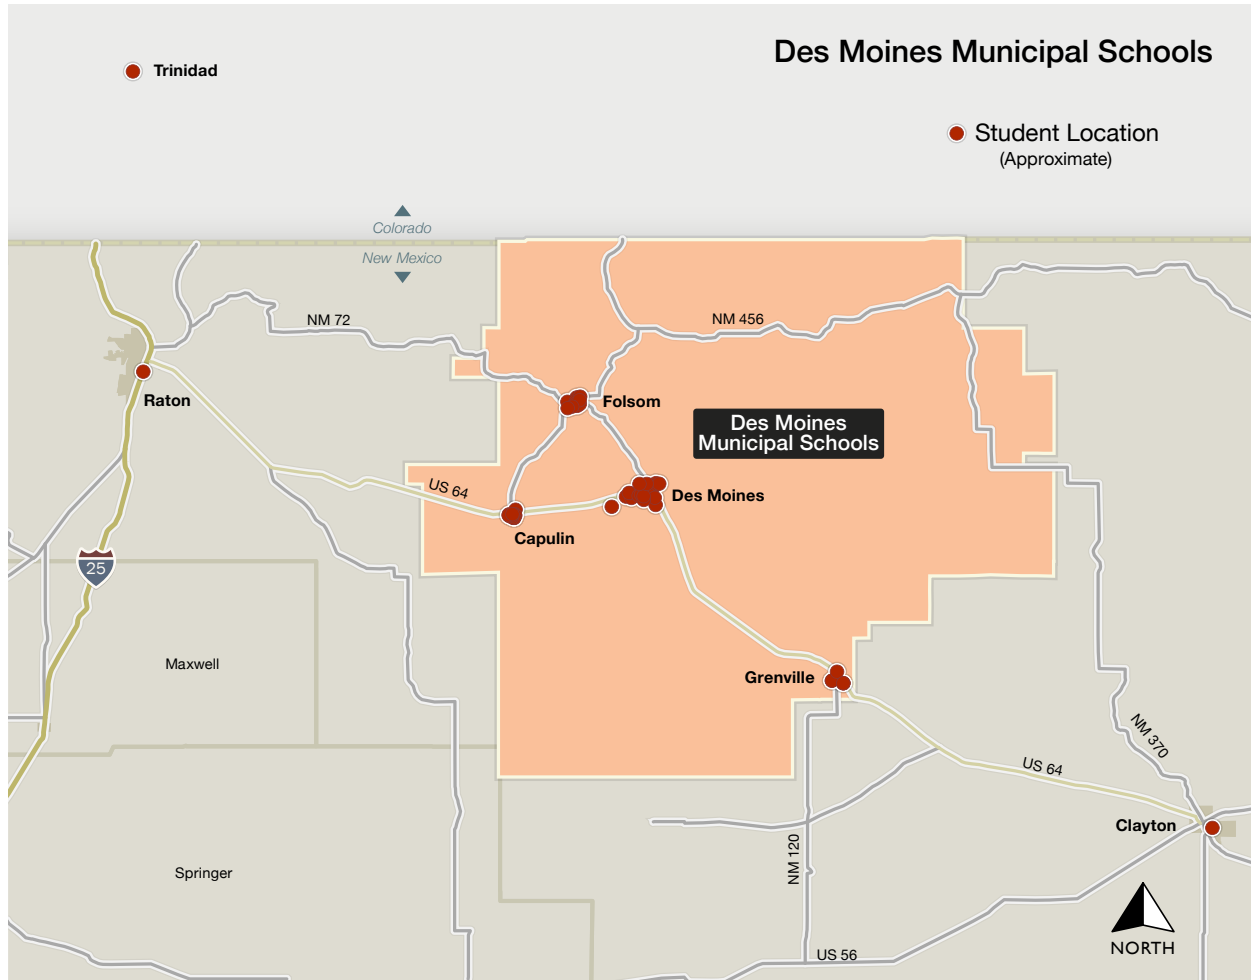 Des Moines Municipal Schools
Trinidad
Student Location
(Approximate)
Colorado
New Mexico
NM 72
NM 456
Raton
Folsom
Des Moines
Municipal Schools
US 64
Des Moines
Capulin
25
Maxwell
Grenville
NM 370
US 64
Clayton
NM 120
Springer
NORTH
US 56